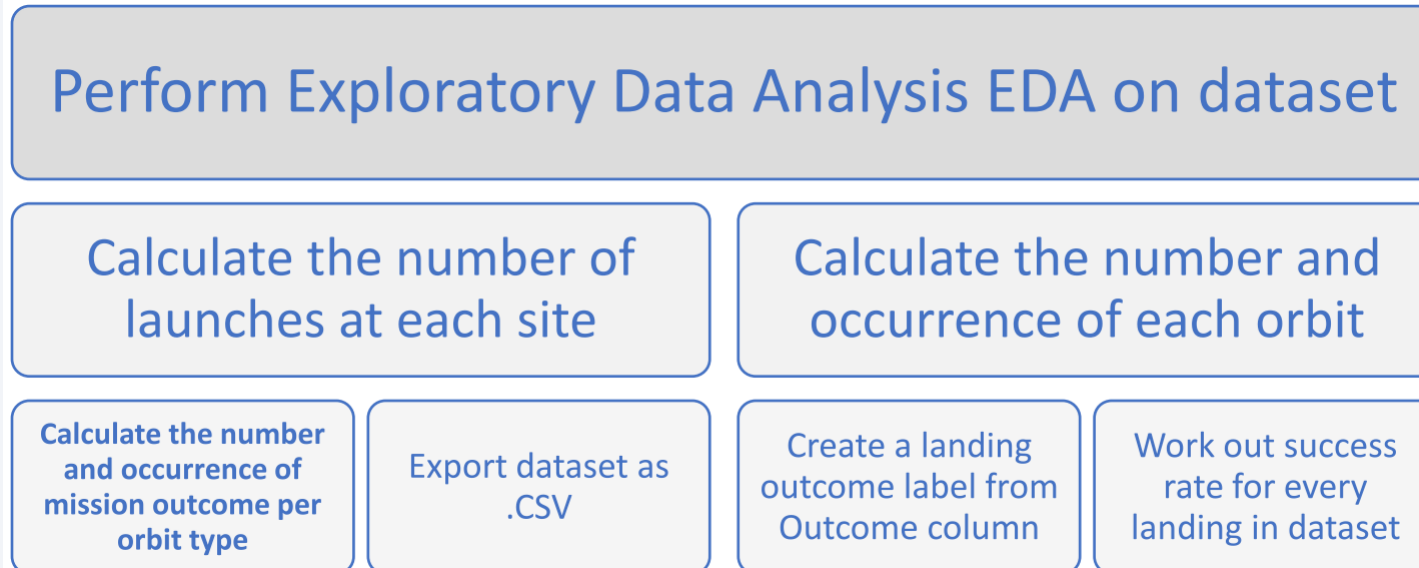 Perform Exploratory Data Analysis EDA on dataset
Calculate the number of
launches at each site
Calculate the number and
occurrence of each orbit
Calculate the number
and occurrence of
mission outcome per
orbit type
Export dataset as
.CSV
Create a landing
outcome label from
Outcome column
Work out success
rate for every
landing in dataset